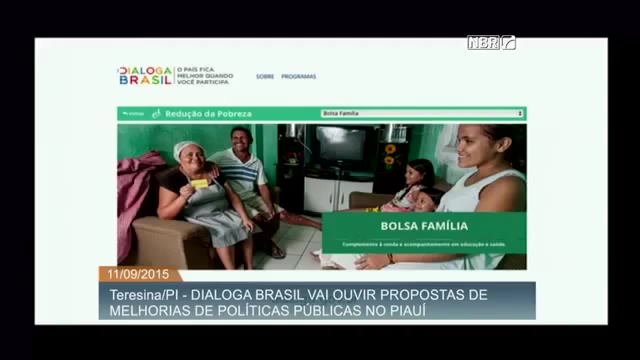 NBR
DIALOGA
BRASIL
O PAÍS FICA
MELHOR QUANDO
VOCÊ PARTICIPA
SOBRE PROGRAMAS
Redução da Pobreza
Bolsa Família
BOLSA FAMÍLIA
Complemento à renda e acompanhamento em educação e saúde.
11/09/2015
Teresina/PI - DIALOGA BRASIL VAI OUVIR PROPOSTAS DE
MELHORIAS DE POLÍTICAS PÚBLICAS NO PIAUÍ